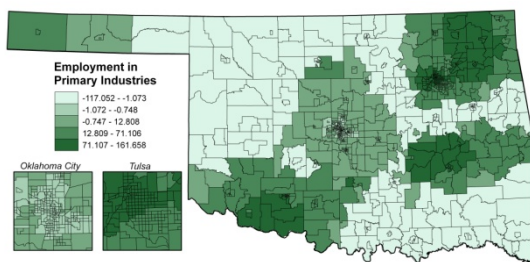 Employment in
Primary Industries
-117.052 - -1.073
-1.072 - -0.748
-0.747 - 12.808
12.809 - 71.106
71.107 - 161.658
Oklahoma City
Tulsa